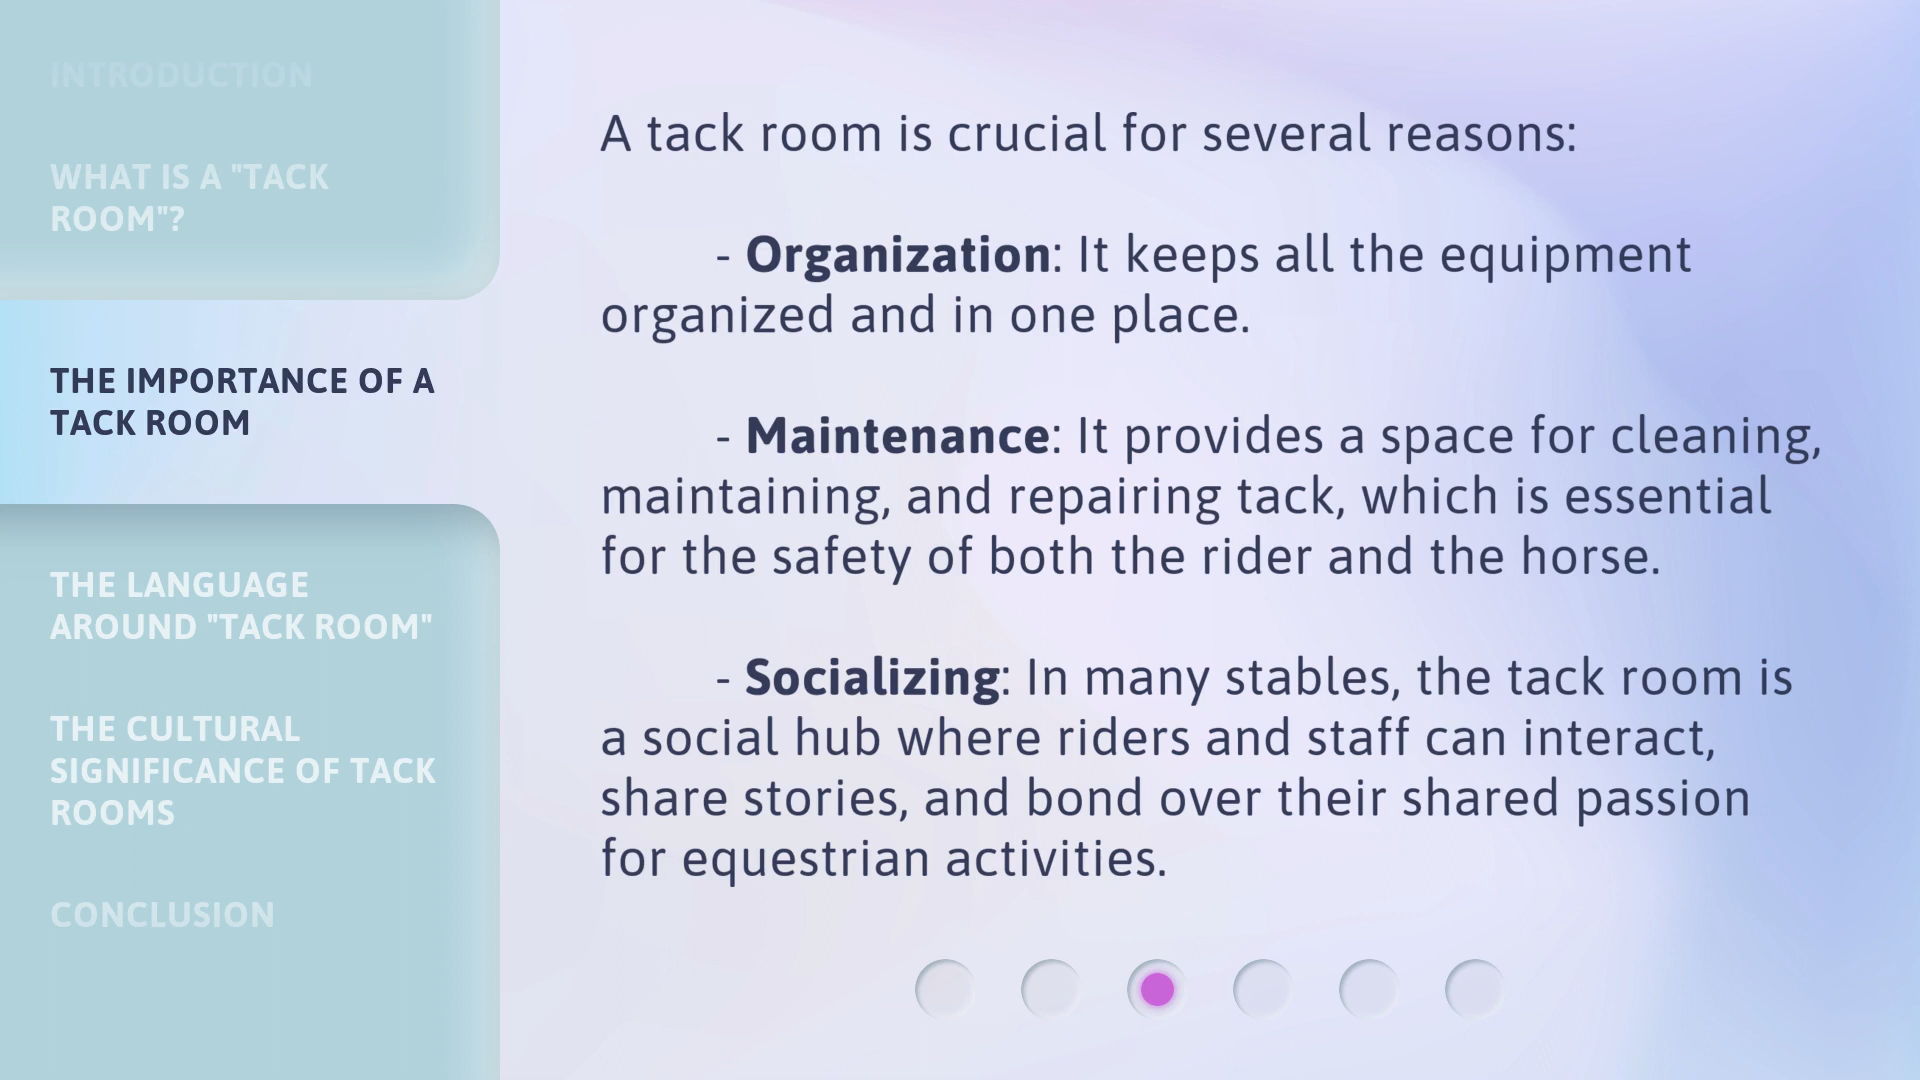 INTRODUCTION
WHAT IS A "TACK
ROOM"?
THE IMPORTANCE OF A
TACK ROOM
THE LANGUAGE
AROUND "TACK ROOM"
THE CULTURAL
SIGNIFICANCE OF TACK
ROOMS
CONCLUSION
A tack room is crucial for several reasons:
- Organization: It keeps all the equipment
organized and in one place.
- Maintenance: It provides a space for cleaning,
maintaining, and repairing tack, which is essential
for the safety of both the rider and the horse.
- Socializing: In many stables, the tack room is
a social hub where riders and staff can interact,
share stories, and bond over their shared passion
for equestrian activities.